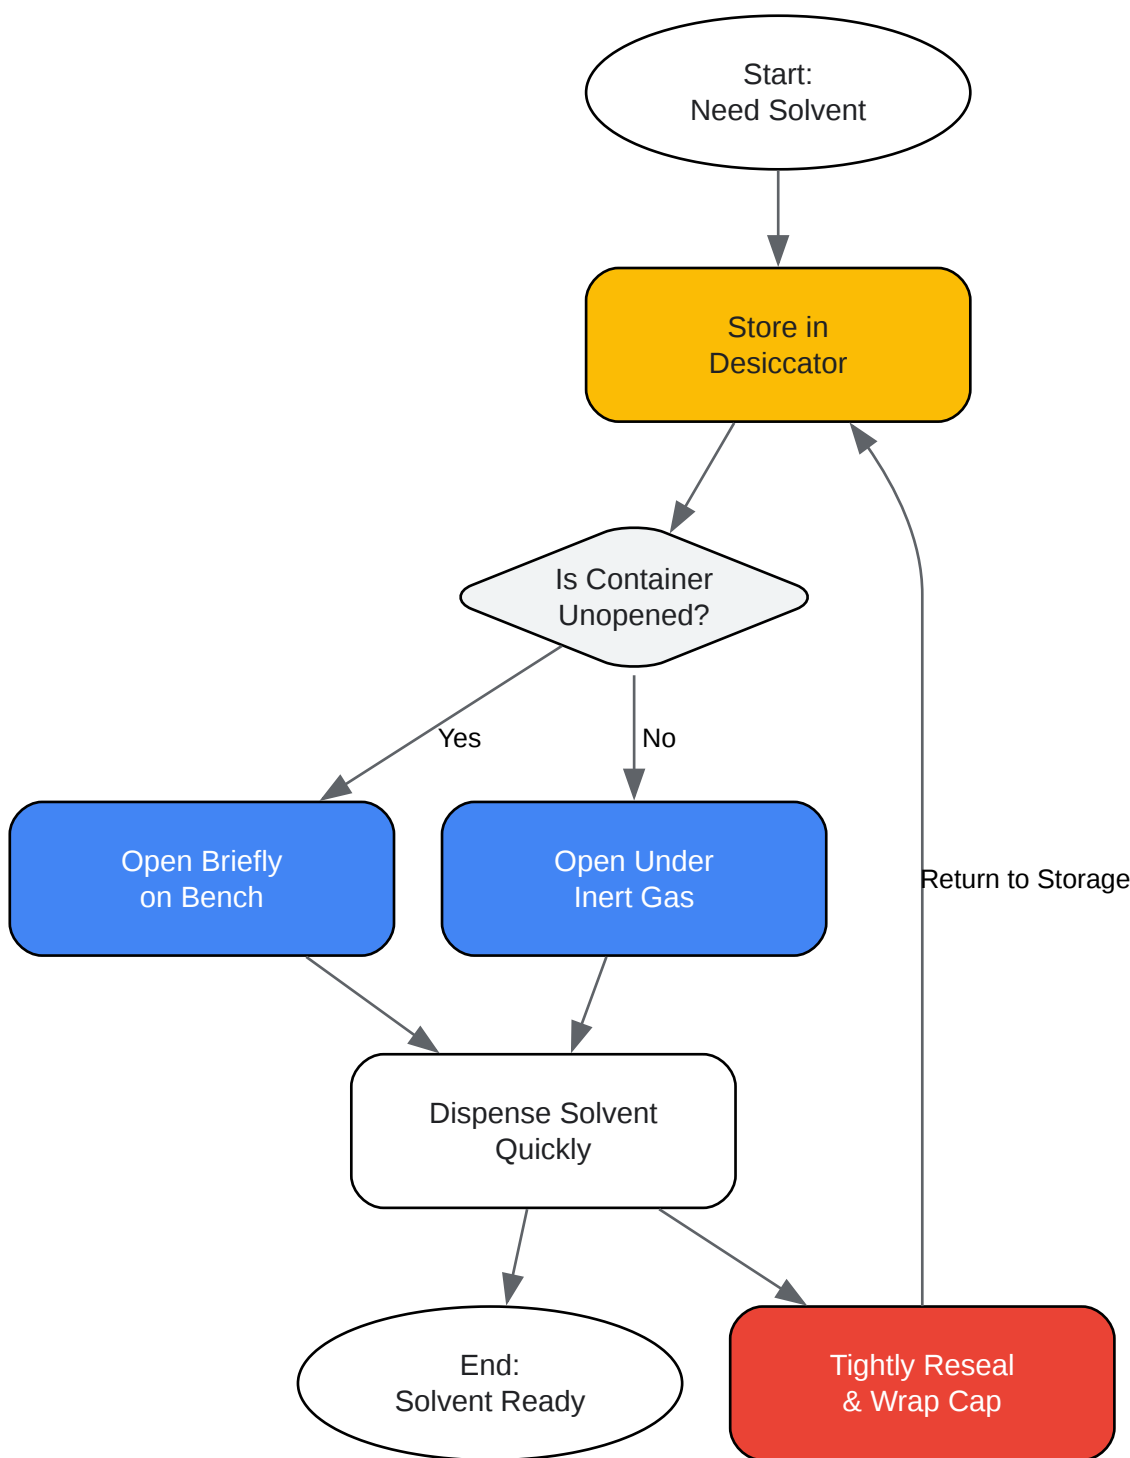 Start:
Need Solvent
Store in
Desiccator
Is Container
Unopened?
Yes
No
Open Briefly
on Bench
Open Under
Inert Gas
Return to Storage
Dispense Solvent
Quickly
End:
Solvent Ready
Tightly Reseal
& Wrap Cap